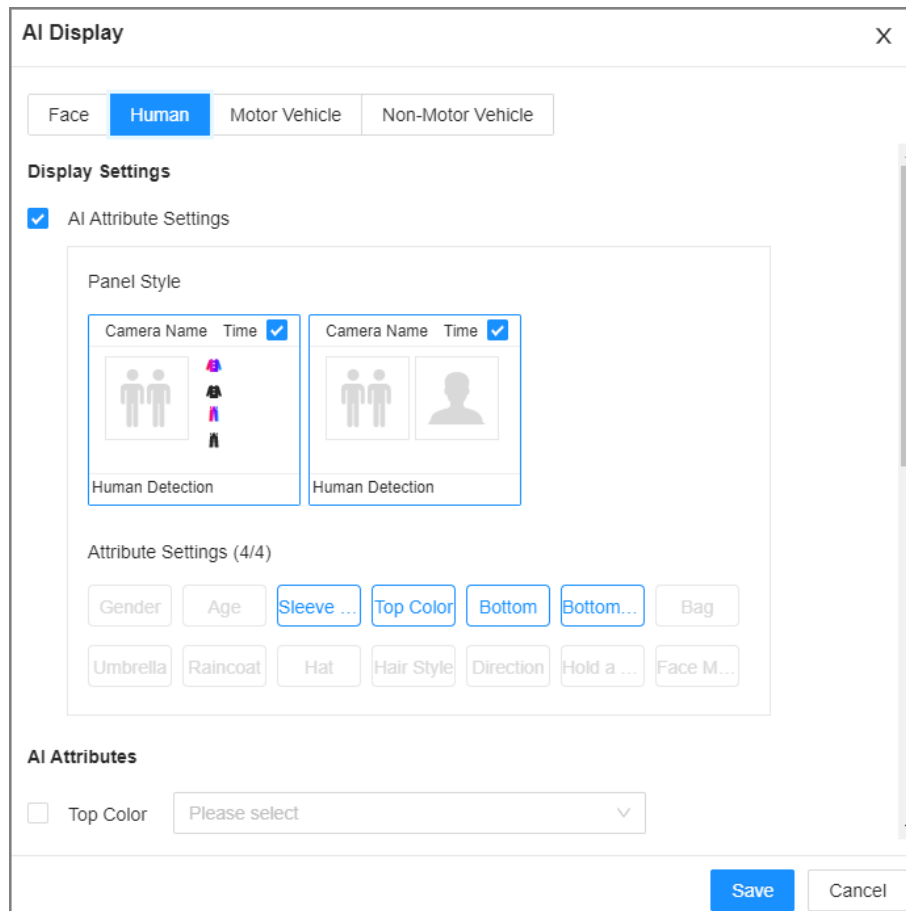 AI Display X
Face Human Motor Vehicle Non-Motor Vehicle
Display Settings
AI Attribute Settings
Panel Style
Camera Name Time Camera Name Time
Human Detection Human Detection
Attribute Settings (4/4)
Gender Age Sleeve ... Top Color Bottom Bottom... Bag
Umbrella Raincoat Hat Hair Style Direction Hold a ... Face M...
AI Attributes
Top Color Please select
Save Cancel